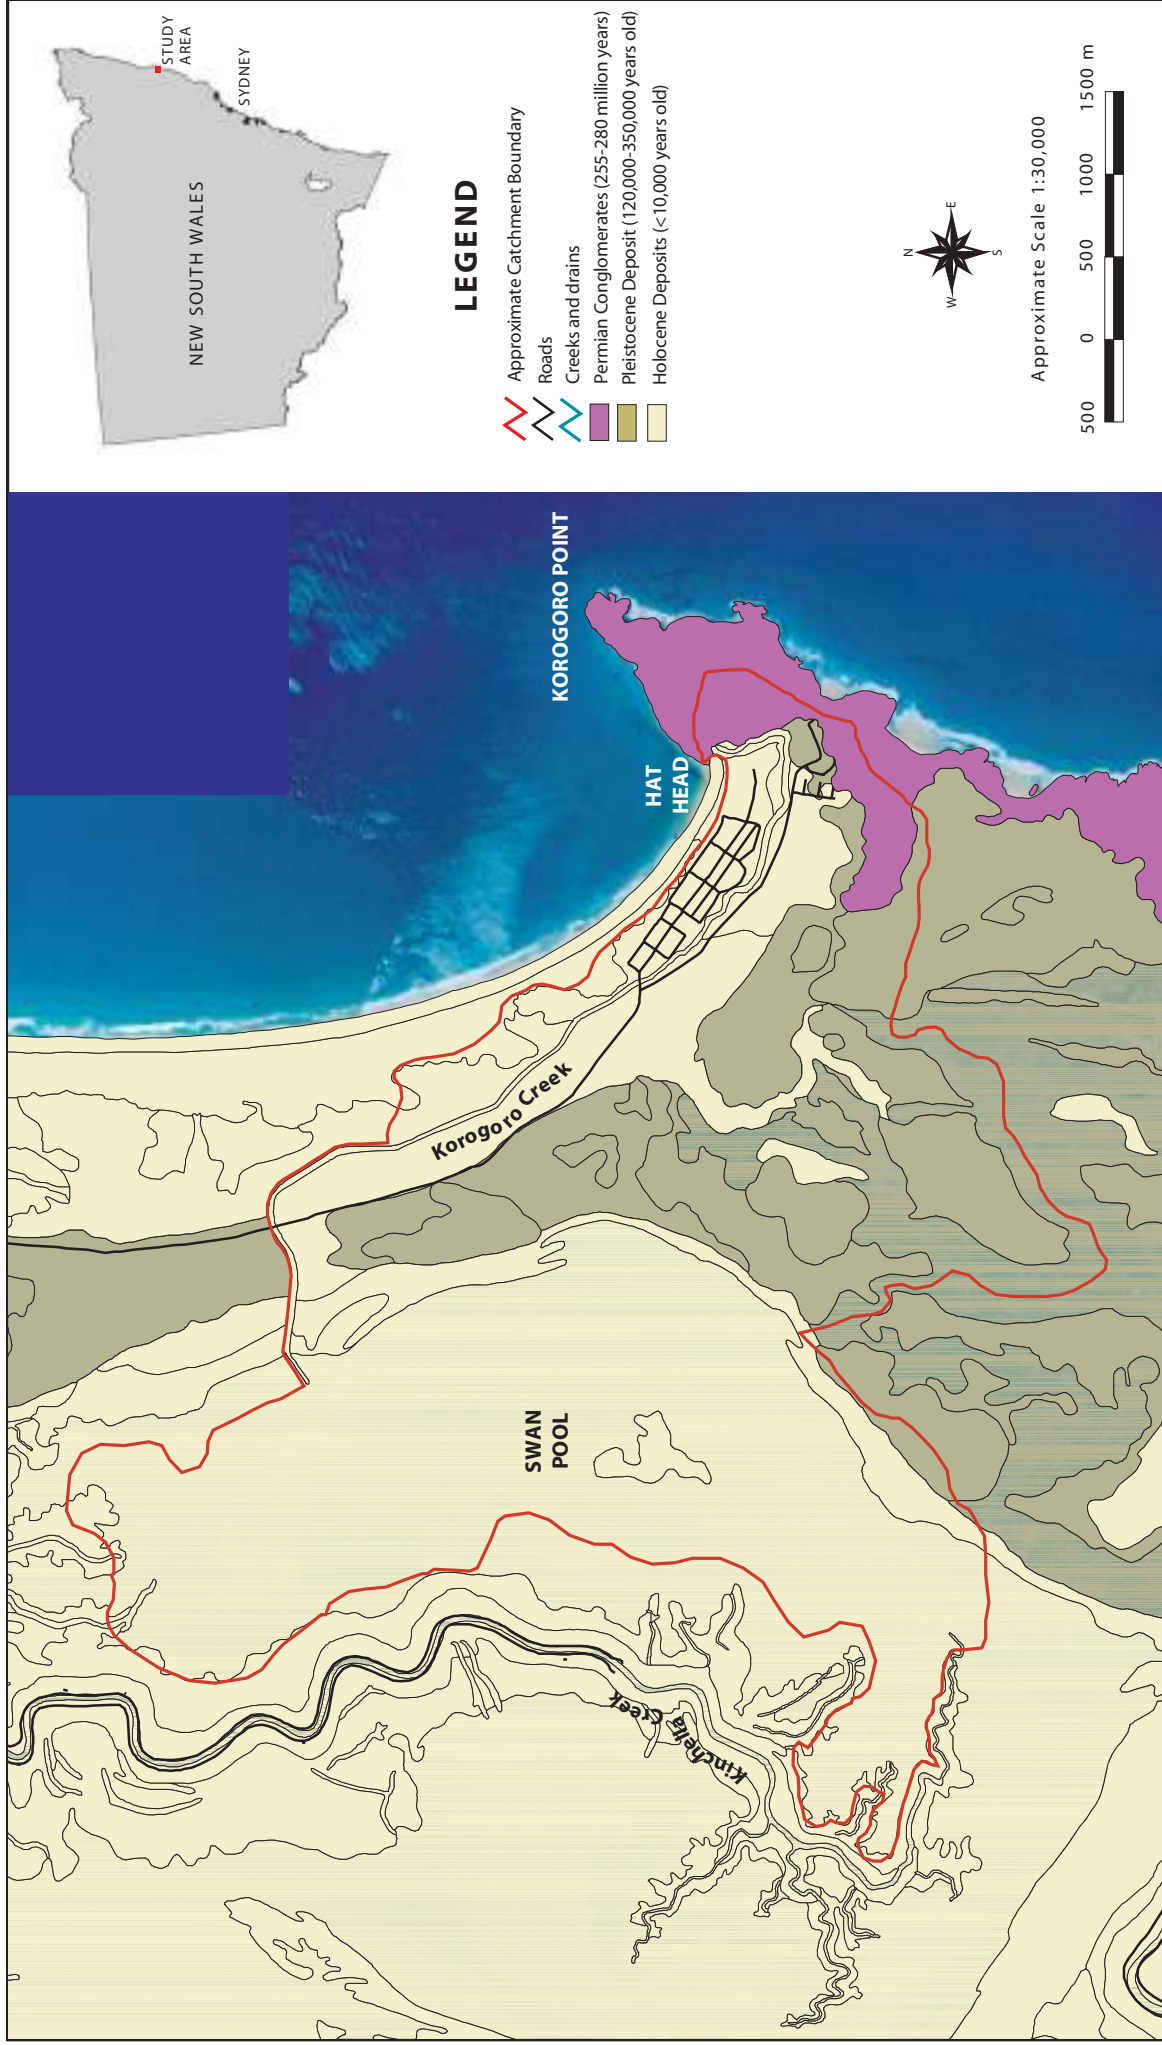 STUDY
AREA
SYDNEY
NEW SOUTH WALES
LEGEND
Approximate Catchment Boundary
Roads
Creeks and drains
Permian Conglomerates (255-280 million years)
Pleistocene Deposit (120,000-350,000 years old)
Holocene Deposits (<10,000 years old)
N
E
S
W
Approximate Scale 1:30,000
500 0 500 1000 1500 m
KOROGORO POINT
HAT
HEAD
Korogoro Creek
SWAN
POOL
Kinchella Creek